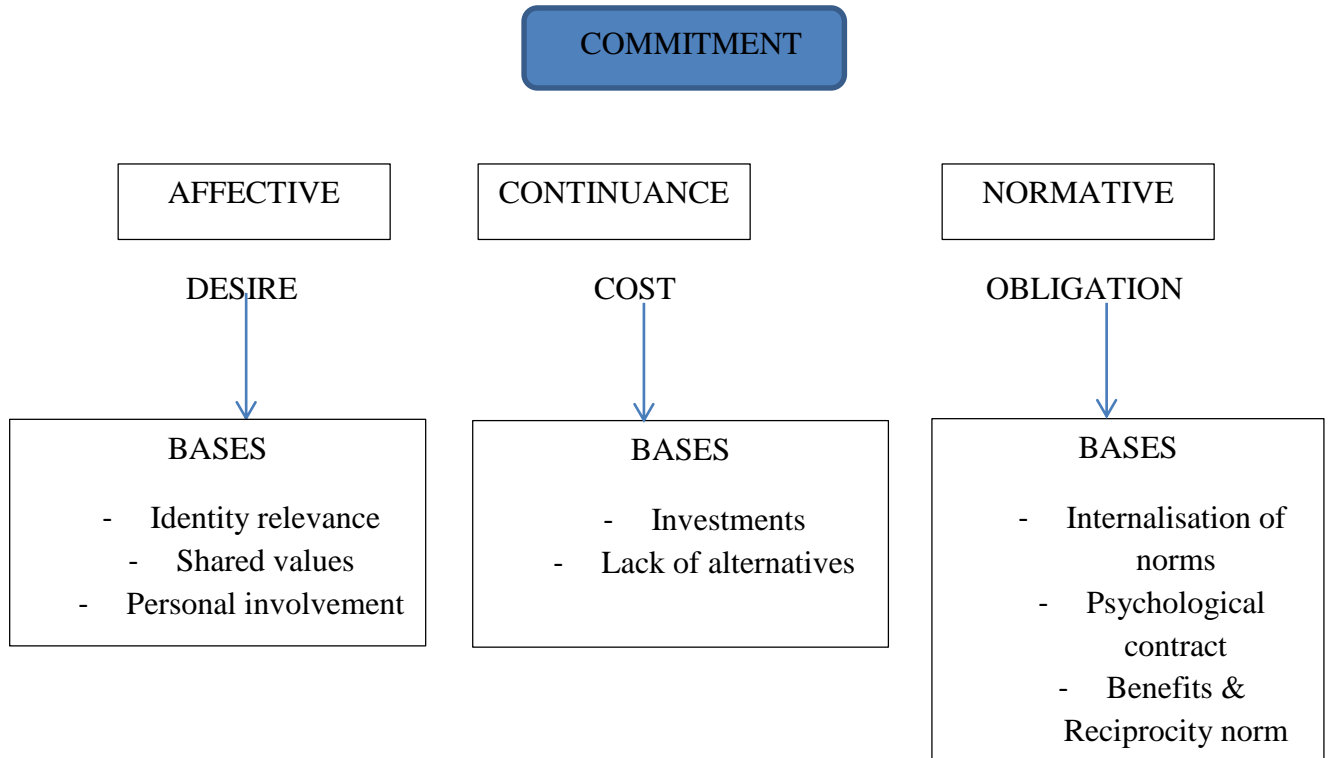 COMMITMENT
AFFECTIVE
CONTINUANCE
NORMATIVE
DESIRE
COST
OBLIGATION
BASES
- Identity relevance
- Shared values
- Personal involvement
BASES
- Investments
- Lack of alternatives
BASES
- Internalisation of
norms
- Psychological
contract
- Benefits &
Reciprocity norm